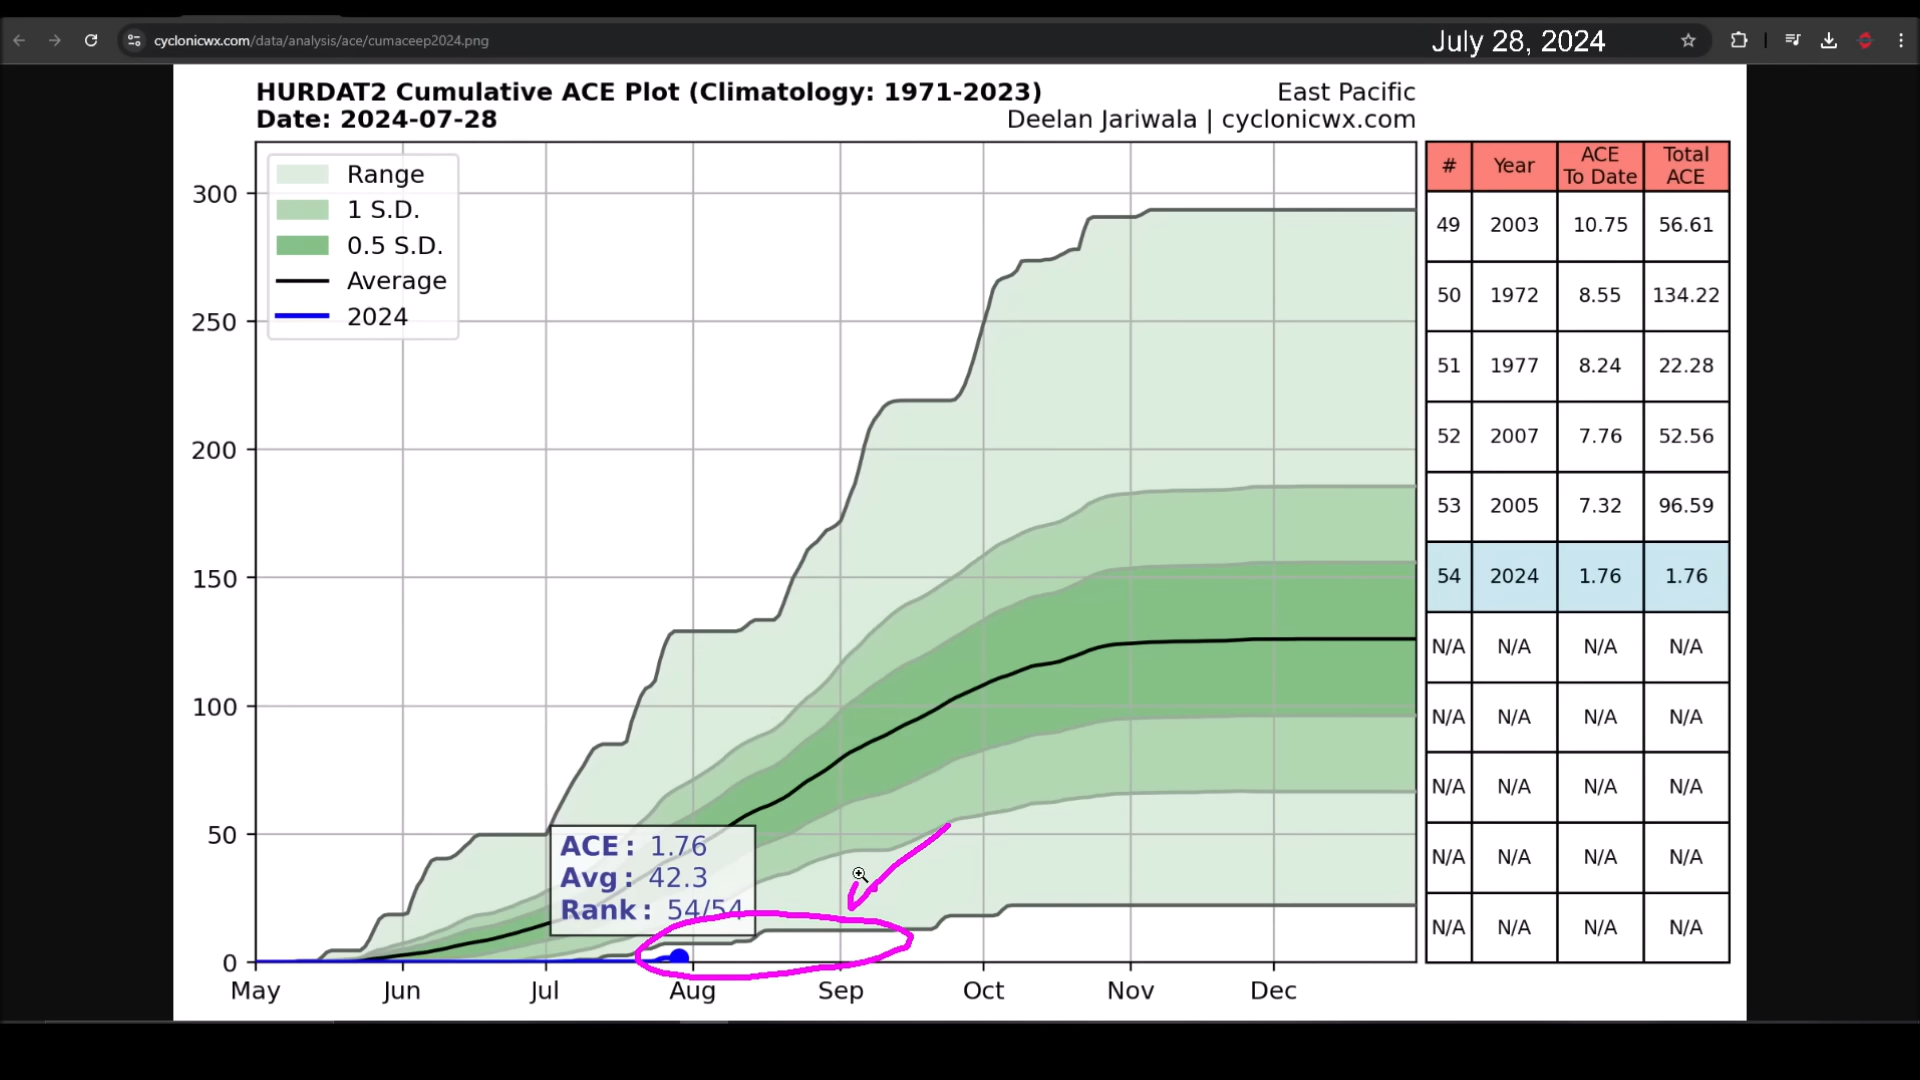 cyclonicwx.com/data/analysis/ace/cumaceep2024.png
July 28, 2024
HURDAT2 Cumulative ACE Plot (Climatology: 1971-2023)
East Pacific
Date: 2024-07-28
Deelan Jariwala | cyclonicwx.com
Range
1 S.D.
0.5 S.D.
Average
2024
300
250
200
150
100
50
0
ACE: 1.76
Avg: 42.3
Rank: 54/54
May Jun Jul Aug Sep Oct Nov Dec
# Year ACE To Date Total ACE
49 2003 10.75 56.61
50 1972 8.55 134.22
51 1977 8.24 22.28
52 2007 7.76 52.56
53 2005 7.32 96.59
54 2024 1.76 1.76
N/A N/A N/A N/A
N/A N/A N/A N/A
N/A N/A N/A N/A
N/A N/A N/A N/A
N/A N/A N/A N/A